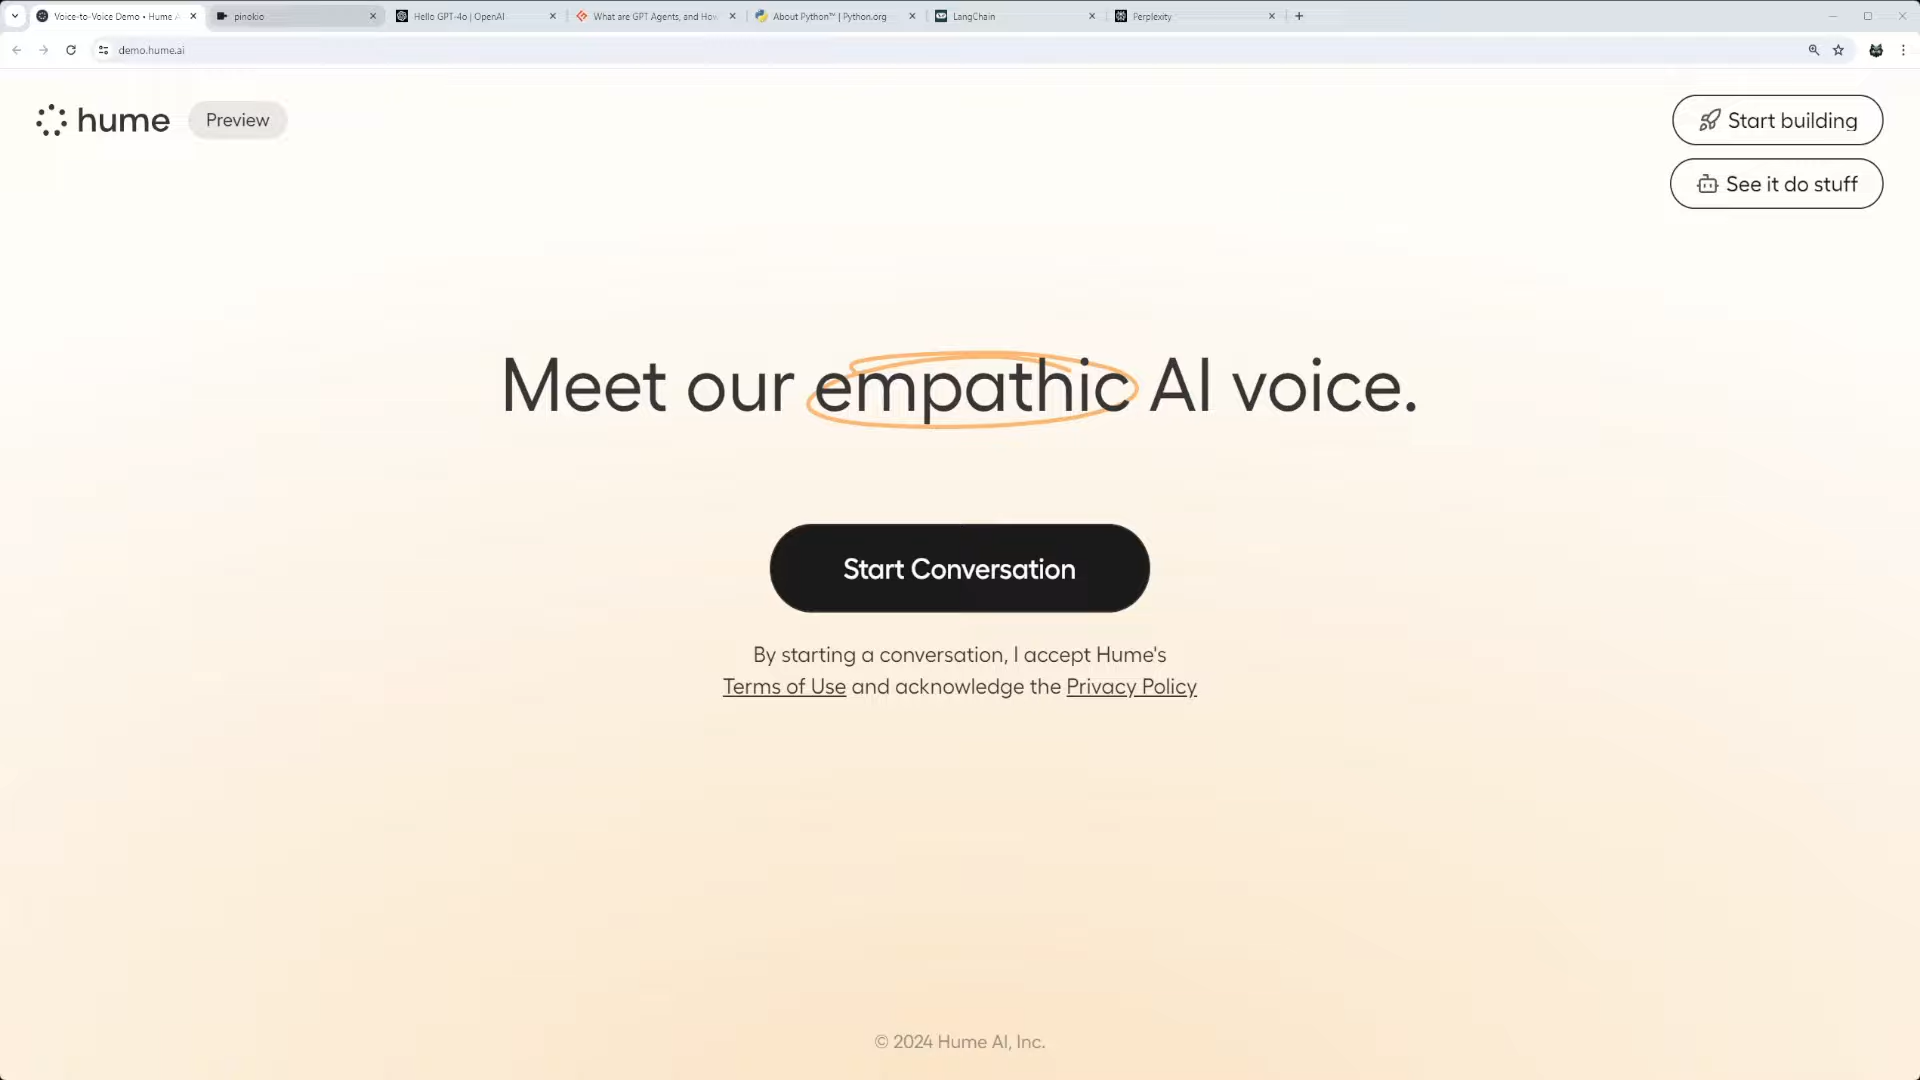 Voice-to-Voice Demo • Hume
pinokio
Hello GPT-4o | OpenAI
What are GPT Agents, and How
About Python™ | Python.org
LangChain
Perplexity
demo.hume.ai
hume
Preview
Start building
See it do stuff
Meet our empathic AI voice.
Start Conversation
By starting a conversation, I accept Hume's
Terms of Use and acknowledge the Privacy Policy
© 2024 Hume AI, Inc.